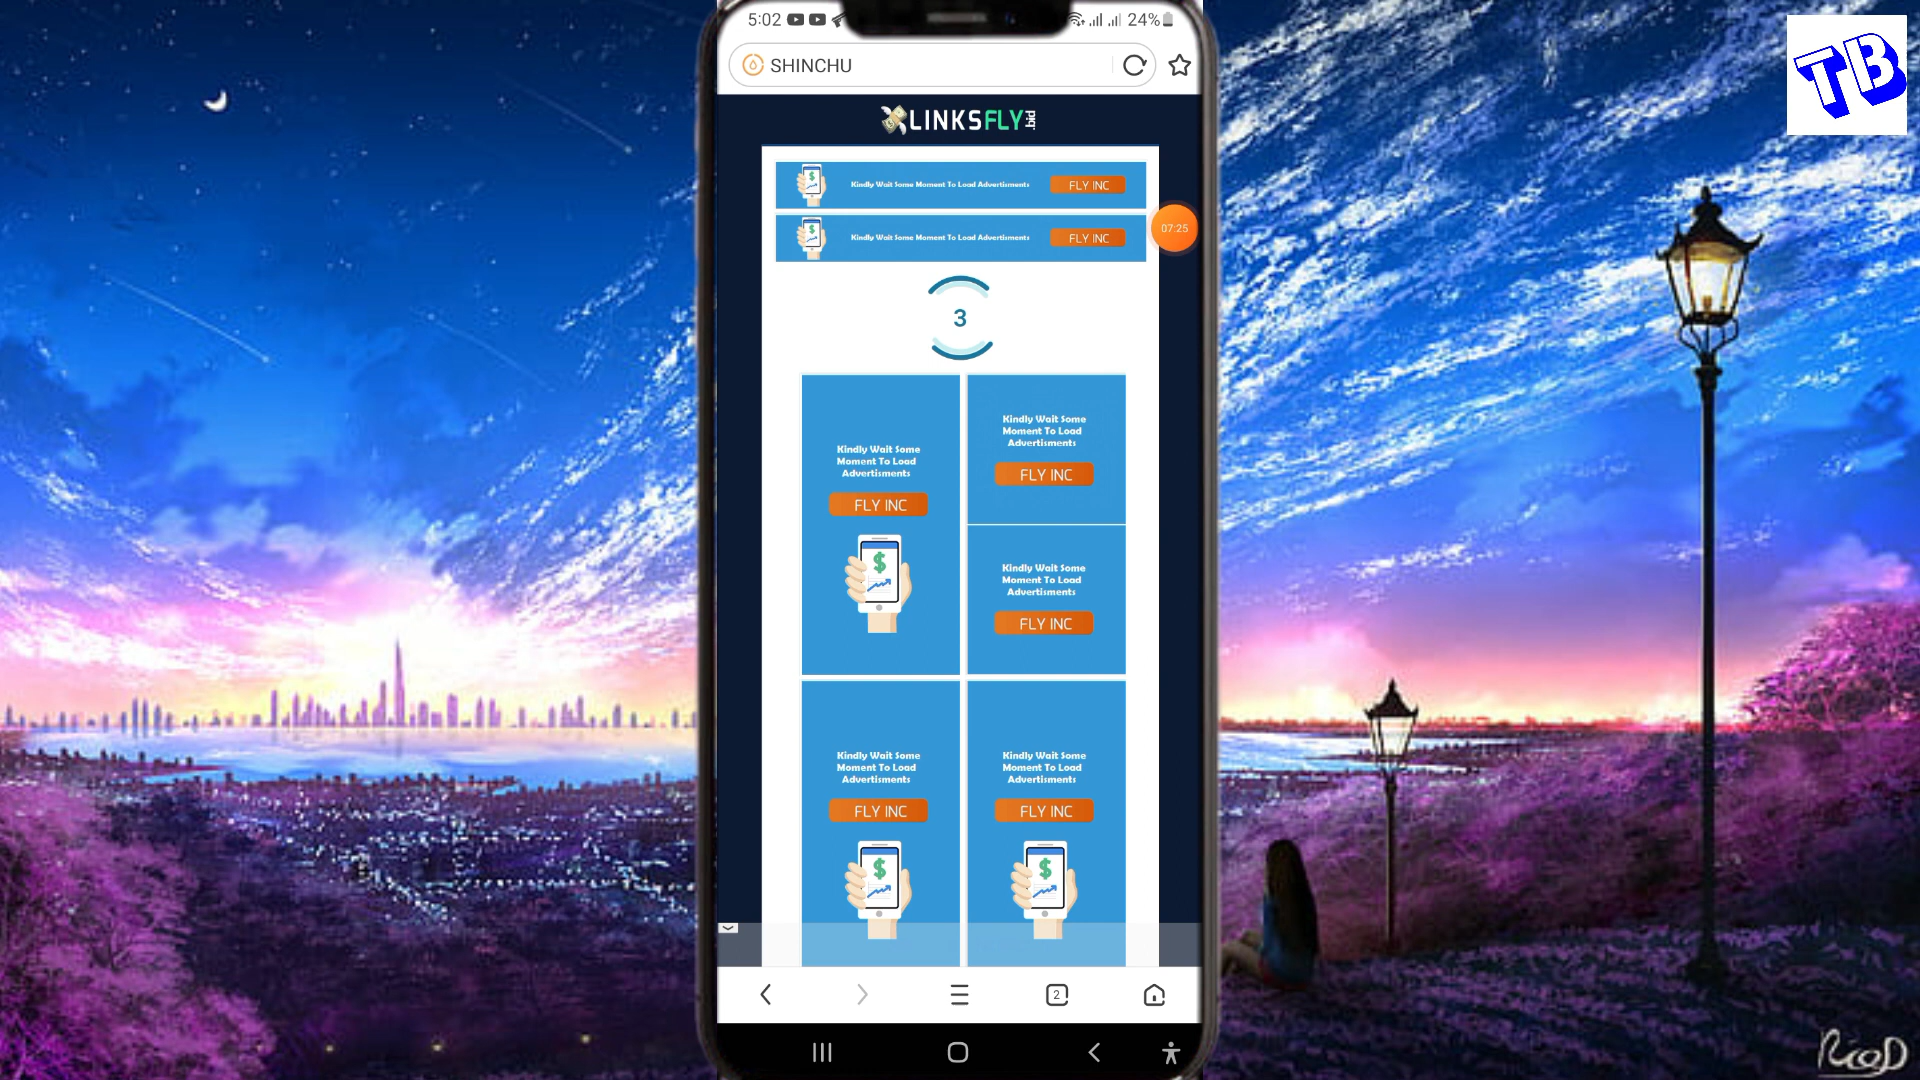 5:02
24%
TB
SHINCHU
LINKSFLY.bid
Kindly Wait Some Moment To Load Advertisments
FLY INC
Kindly Wait Some Moment To Load Advertisments
FLY INC
07:25
3
Kindly Wait Some
Moment To Load
Advertisments
FLY INC
Kindly Wait Some
Moment To Load
Advertisments
FLY INC
Kindly Wait Some
Moment To Load
Advertisments
FLY INC
Kindly Wait Some
Moment To Load
Advertisments
FLY INC
Kindly Wait Some
Moment To Load
Advertisments
FLY INC
2